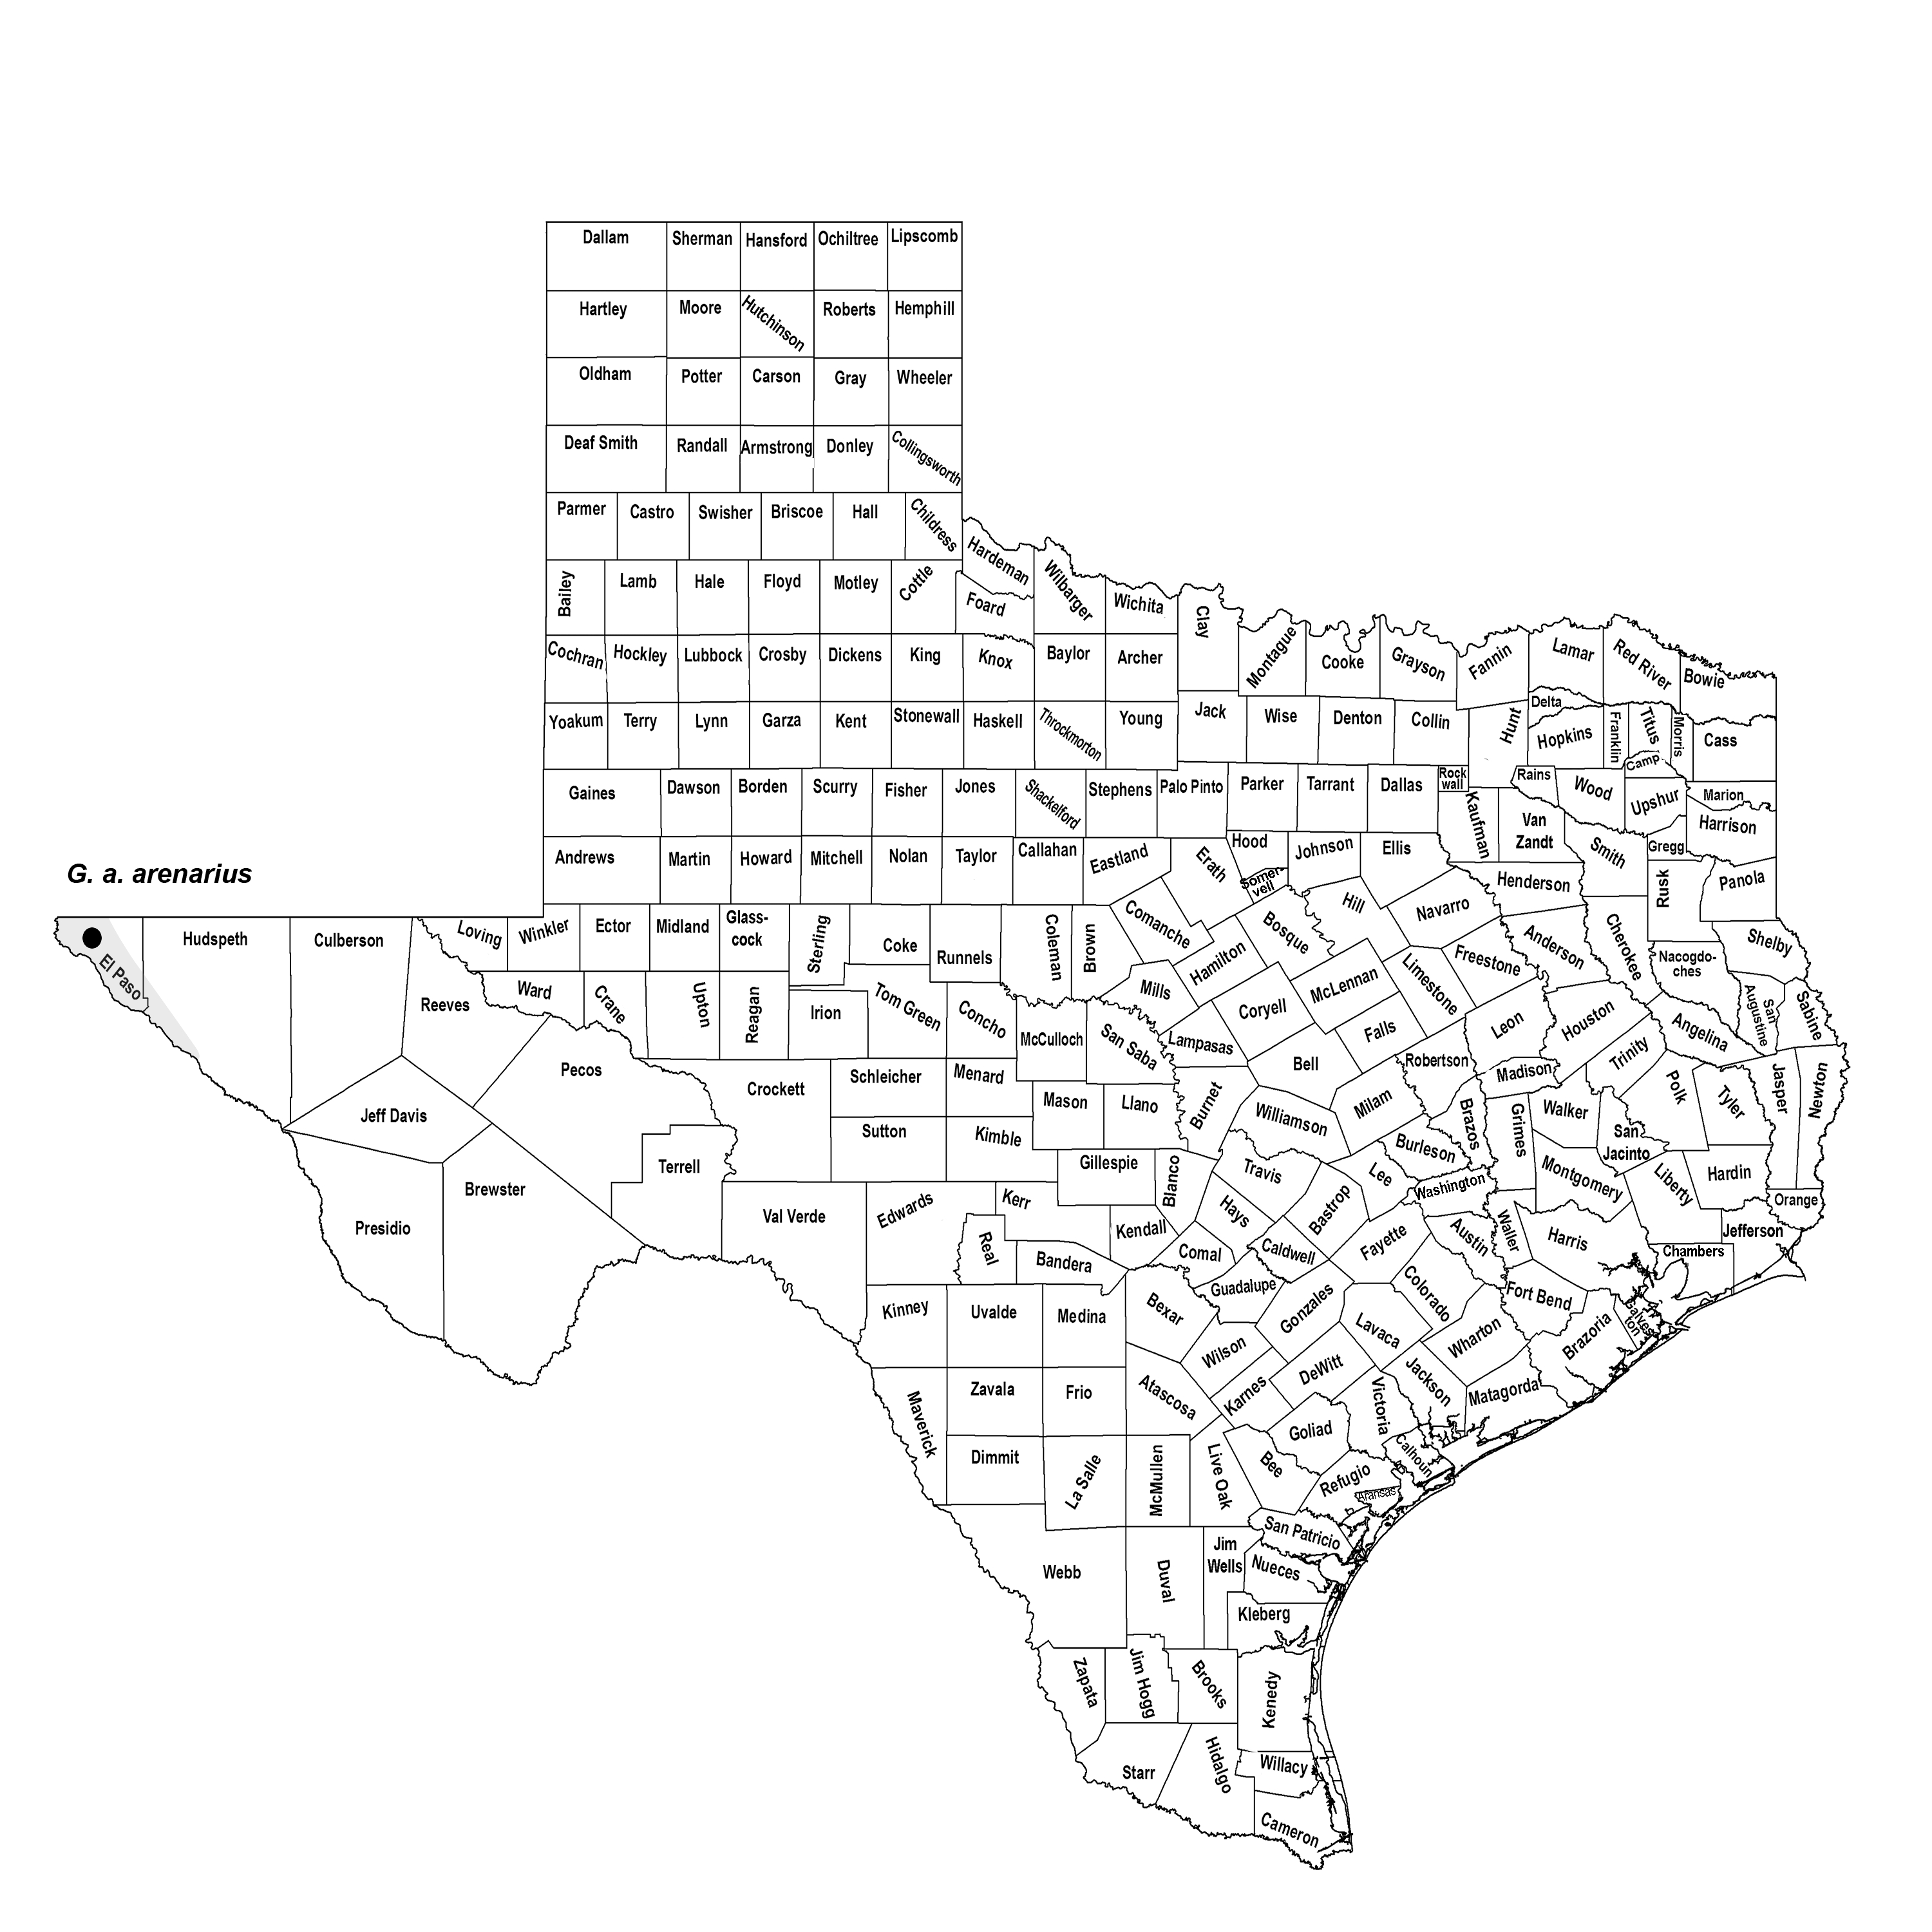 Dallam
Sherman
Hansford
Ochiltree
Lipscomb
Hartley
Moore
Hutchinson
Roberts
Hemphill
Oldham
Potter
Carson
Gray
Wheeler
Deaf Smith
Randall
Armstrong
Donley
Collingsworth
Parmer
Castro
Swisher
Briscoe
Hall
Childress
Hardeman
Bailey
Lamb
Hale
Floyd
Motley
Cottle
Foard
Wilbarger
Wichita
Clay
Montague
Cooke
Grayson
Fannin
Lamar
Red River
Bowie
Cochran
Hockley
Lubbock
Crosby
Dickens
King
Knox
Baylor
Archer
Yoakum
Terry
Lynn
Garza
Kent
Stonewall
Haskell
Throckmorton
Young
Jack
Wise
Denton
Collin
Hunt
Delta
Hopkins
Franklin
Titus
Morris
Cass
Camp
Gaines
Dawson
Borden
Scurry
Fisher
Jones
Shackelford
Stephens
Palo Pinto
Parker
Tarrant
Dallas
Rock
wall
Kaufman
Rains
Wood
Upshur
Marion
Harrison
Van
Zandt
Smith
Gregg
Andrews
Martin
Howard
Mitchell
Nolan
Taylor
Callahan
Eastland
Erath
Hood
Somer-
vell
Johnson
Ellis
Henderson
Rusk
Panola
G. a. arenarius
El Paso
Hudspeth
Culberson
Reeves
Loving
Winkler
Ector
Midland
Glass-
cock
Sterling
Coke
Runnels
Coleman
Brown
Comanche
Hamilton
Bosque
Hill
Navarro
Freestone
Anderson
Cherokee
Nacogdo-
ches
Shelby
San
Augustine
Sabine
Ward
Crane
Upton
Reagan
Irion
Tom Green
Concho
McCulloch
San Saba
Mills
Lampasas
Coryell
McLennan
Limestone
Falls
Leon
Houston
Angelina
Trinity
Pecos
Jeff Davis
Crockett
Schleicher
Menard
Mason
Llano
Burnet
Bell
Robertson
Madison
Milam
Williamson
Brazos
Grimes
Walker
San
Jacinto
Polk
Tyler
Jasper
Newton
Sutton
Kimble
Gillespie
Blanco
Travis
Lee
Burleson
Washington
Montgomery
Liberty
Hardin
Orange
Jefferson
Chambers
Terrell
Brewster
Presidio
Val Verde
Edwards
Kerr
Real
Bandera
Kendall
Hays
Comal
Caldwell
Bastrop
Fayette
Austin
Waller
Harris
Fort Bend
Galves-
ton
Brazoria
Kinney
Uvalde
Medina
Bexar
Guadalupe
Gonzales
Lavaca
Colorado
Wharton
Wilson
Maverick
Zavala
Frio
Atascosa
Karnes
DeWitt
Victoria
Jackson
Matagorda
Dimmit
La Salle
McMullen
Live Oak
Bee
Goliad
Refugio
Calhoun
Aransas
San Patricio
Webb
Duval
Jim
Wells
Nueces
Kleberg
Zapata
Jim Hogg
Brooks
Kenedy
Starr
Hidalgo
Willacy
Cameron